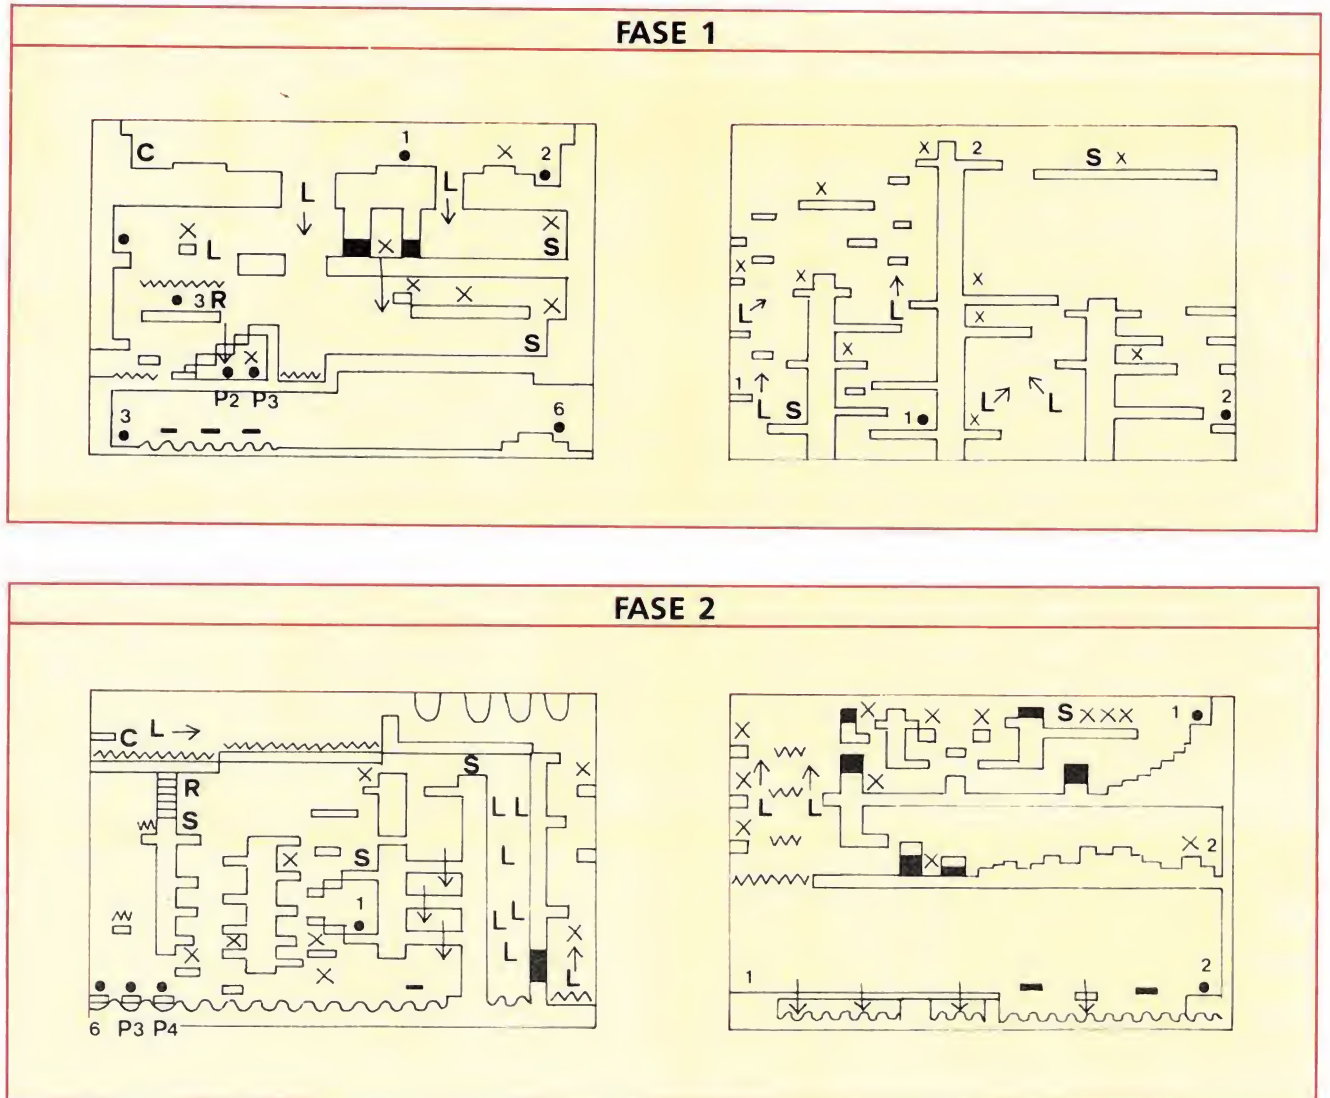 FASE 1
1
C X 2
L L
X X
L X S
X X
3 R X
S
X
P2 P3
3 6
X 2 S X
X
X X X
L L X
X X
1 L L
L S 1 X 2
FASE 2
L
C
S
X X
R L L
S
X S L
1
L L
X X X X
X L L
6 P3 P4
X X X S X X X 1
X
X X
L L
X
X X 2
1 2